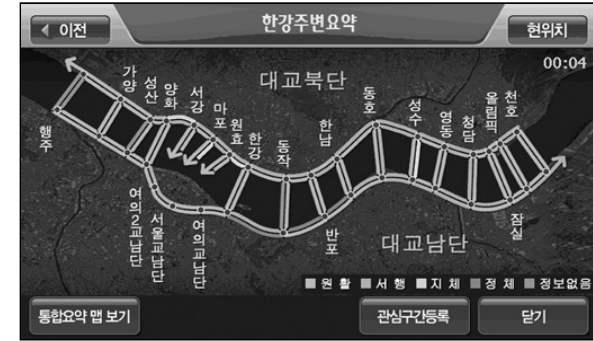 이전
한강주변요약
현위치
00:04
대교북단
가양
성산
양화
서강
마포
원효
한강
동작
한남
동호
성수
영동
청담
올림픽
천호
행주
여의2교남단
서울교남단
여의교남단
반포
잠실
대교남단
원활 서행 지체 정체 정보없음
통합요약 맵 보기
관심구간등록
닫기